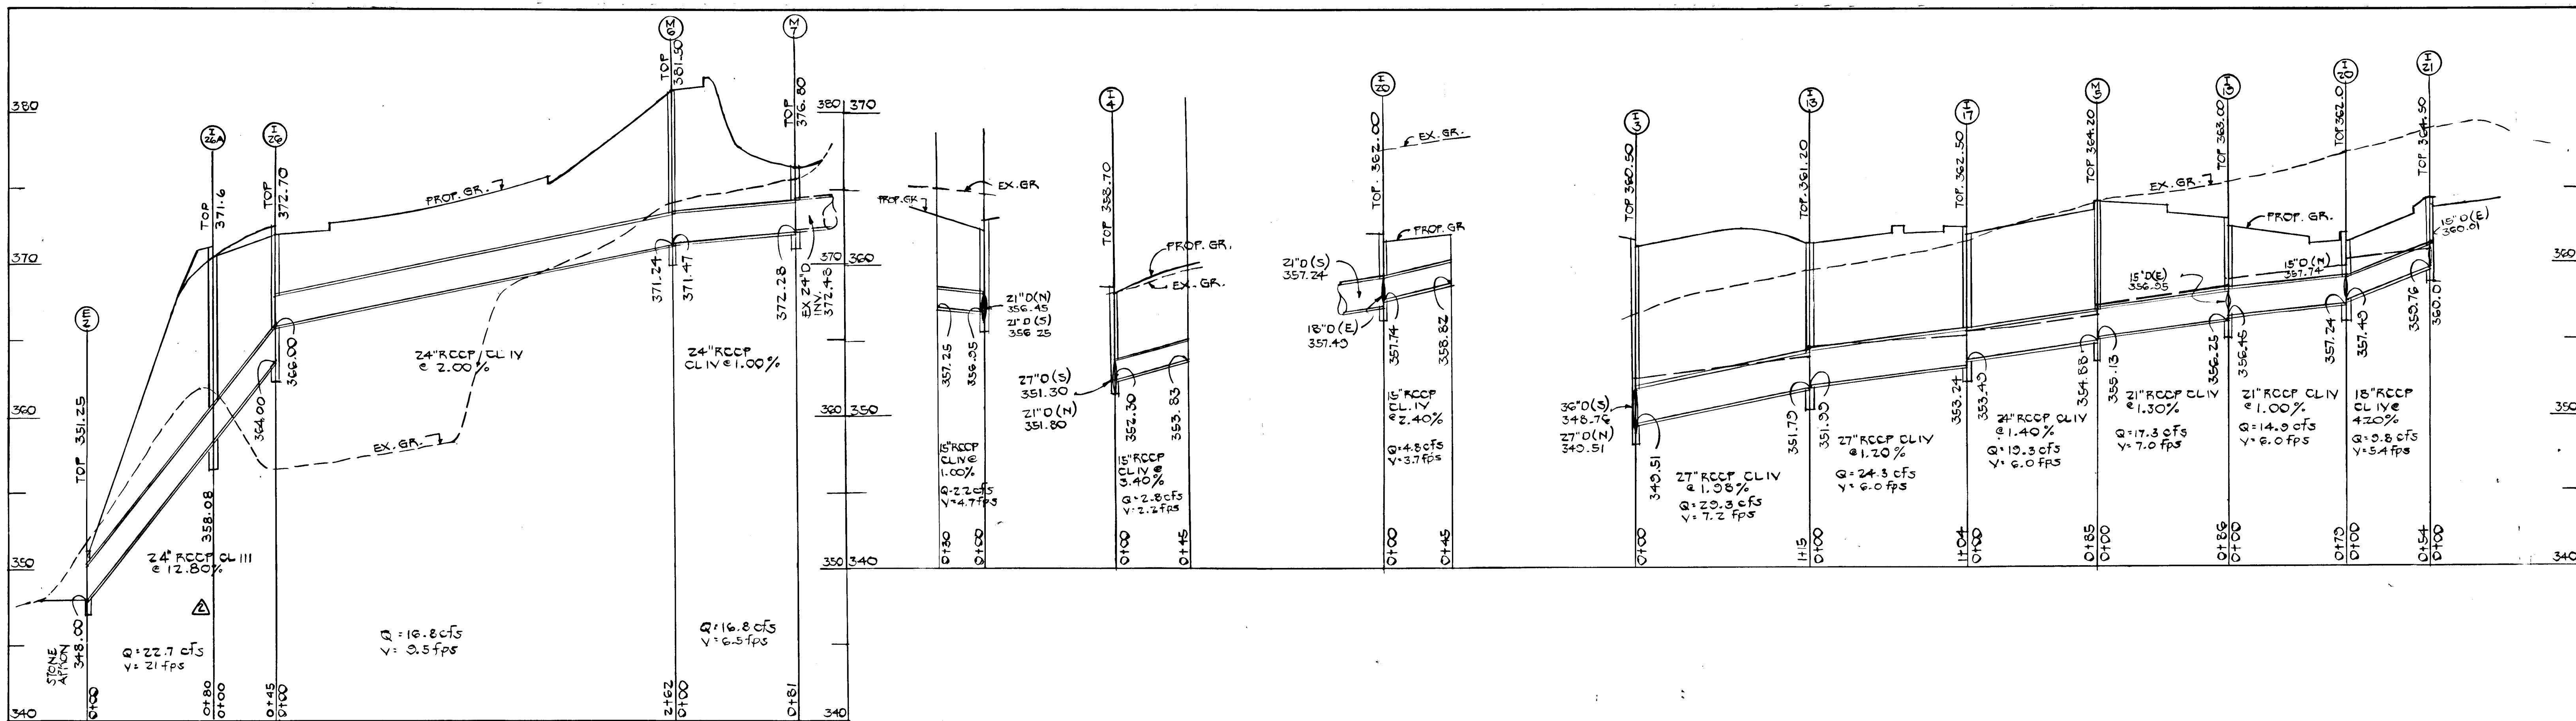 380
370
360
350
340
E
2
TOP 351.25
348.00
STONE
APRON
0+00
24" RCCP CL III
@ 12.80%
2
Q=22.7 cfs
V=21 fps
I
26A
TOP
371.6
358.08
0+80
0+00
I
26
TOP
372.70
364.00
366.00
0+45
0+00
PROP. GR.
EX. GR.
24" RCCP CL IV
@ 2.00%
Q=16.8 cfs
V=9.5 fps
M
6
TOP
381.50
371.24
371.47
2+62
0+00
24" RCCP
CL IV @ 1.00%
Q=16.8 cfs
V=6.5 fps
M
7
TOP
376.80
372.28
EX 24" D
INV.
372.48
0+81
380
370
370
360
360
350
350
340
340
PROP. GR
EX. GR
21" D (N)
356.45
21" D (S)
356.25
357.25
356.95
15" RCCP
CL IV @
1.00%
Q=2.2 cfs
V=4.7 fps
0+30
0+00
I
4
TOP 358.70
PROP. GR.
EX. GR.
27" D (S)
351.30
21" D (N)
351.80
352.30
353.83
15" RCCP
CL IV @
3.40%
Q=2.8 cfs
V=2.2 fps
0+00
0+45
H
20
TOP. 362.00
EX. GR.
PROP. GR
21" D (S)
357.24
18" D (E)
357.49
357.74
358.82
15" RCCP
CL. IV
@ 2.40%
Q=4.8 cfs
V=3.7 fps
0+00
0+45
H
3
TOP 360.50
36" D (S)
348.76
27" D (N)
349.51
349.51
27" RCCP CL IV
@ 1.98%
Q=29.3 cfs
V=7.2 fps
0+00
H
13
TOP. 361.20
351.79
351.99
27" RCCP CL IV
@ 1.20%
Q=24.3 cfs
V=6.0 fps
1+15
0+00
H
17
TOP. 362.50
353.24
353.49
24" RCCP CL IV
@ 1.40%
Q=19.3 cfs
V=6.0 fps
1+04
0+00
M
5
TOP 364.20
354.88
355.13
EX. GR.
21" RCCP CL IV
@ 1.30%
Q=17.3 cfs
V=7.0 fps
0+85
0+00
TOP 363.00
PROP. GR.
15" D (E)
356.95
356.25
356.45
21" RCCP CL IV
@ 1.00%
Q=14.9 cfs
V=6.0 fps
0+86
0+00
I
20
TOP 362.0
15" D (N)
357.74
357.24
357.49
18" RCCP
CL IV @
4.20%
Q=9.8 cfs
V=5.4 fps
0+79
0+00
I
21
TOP 364.50
15" D (E)
360.01
359.76
360.01
0+54
0+00
360
350
340